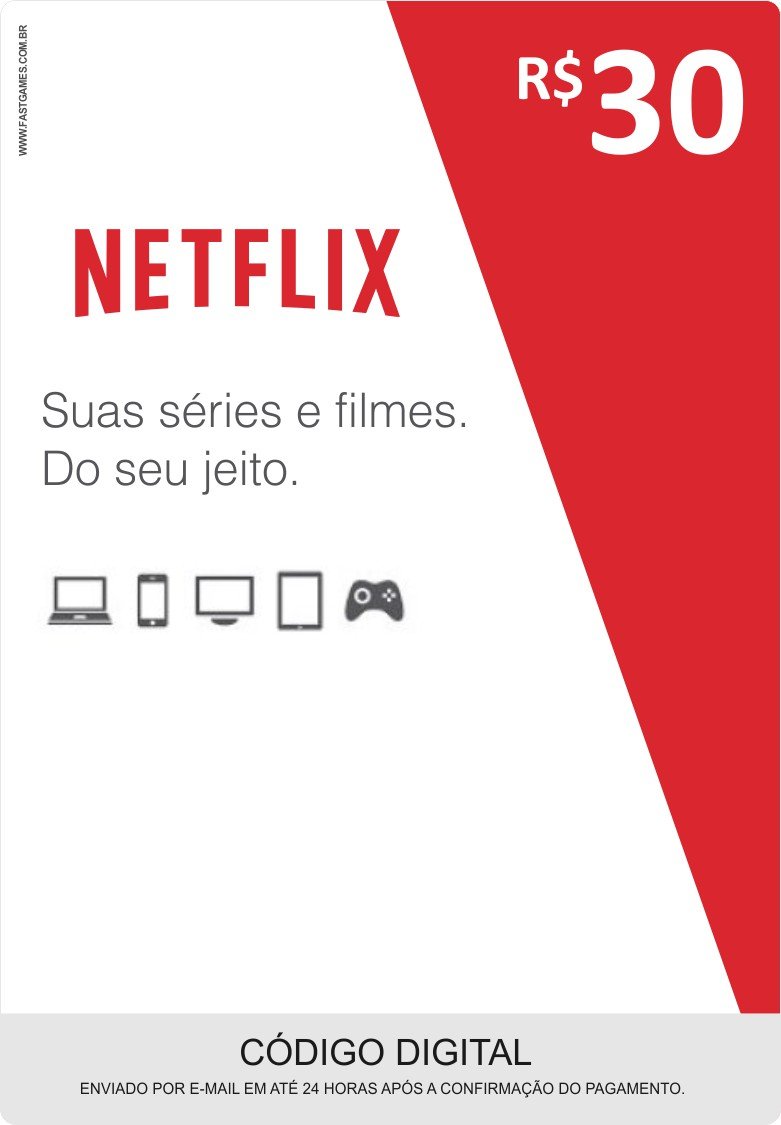 WWW.FASTGAMES.COM.BR
R$30
NETFLIX
Suas séries e filmes.
Do seu jeito.
CÓDIGO DIGITAL
ENVIADO POR E-MAIL EM ATÉ 24 HORAS APÓS A CONFIRMAÇÃO DO PAGAMENTO.